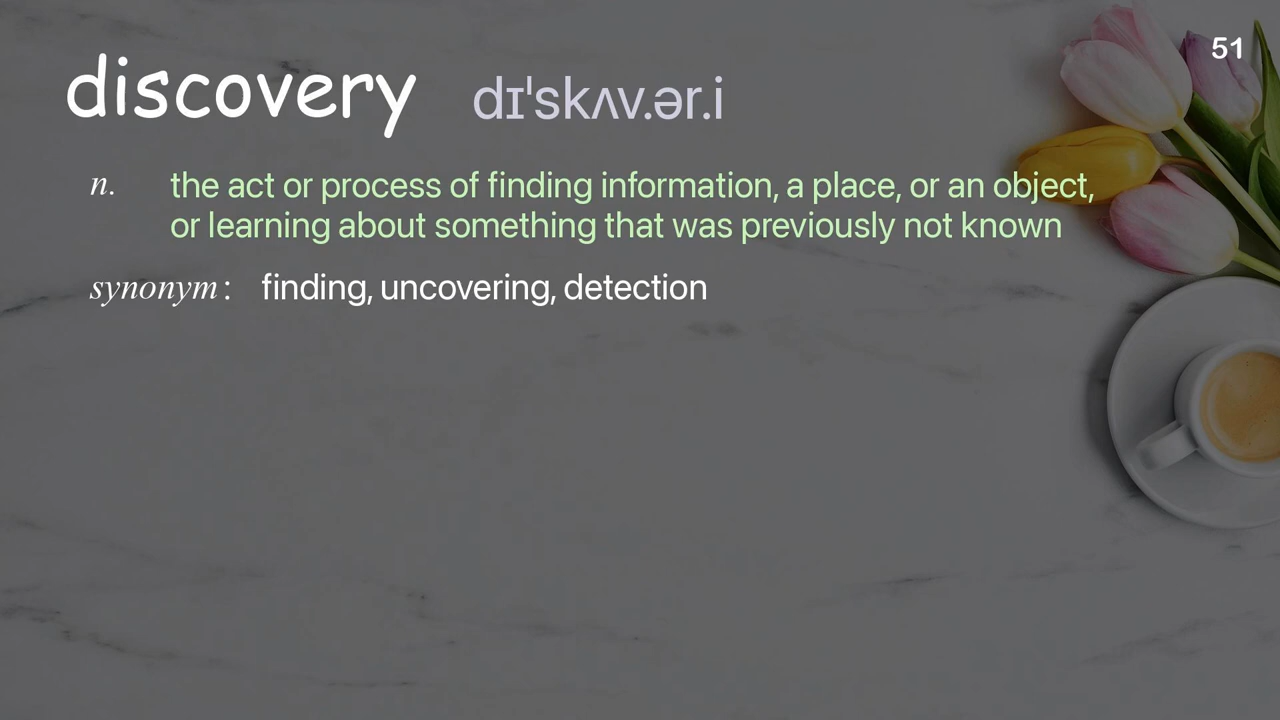 51
discovery dɪˈskʌv.ər.i
n. the act or process of finding information, a place, or an object,
or learning about something that was previously not known
synonym: finding, uncovering, detection